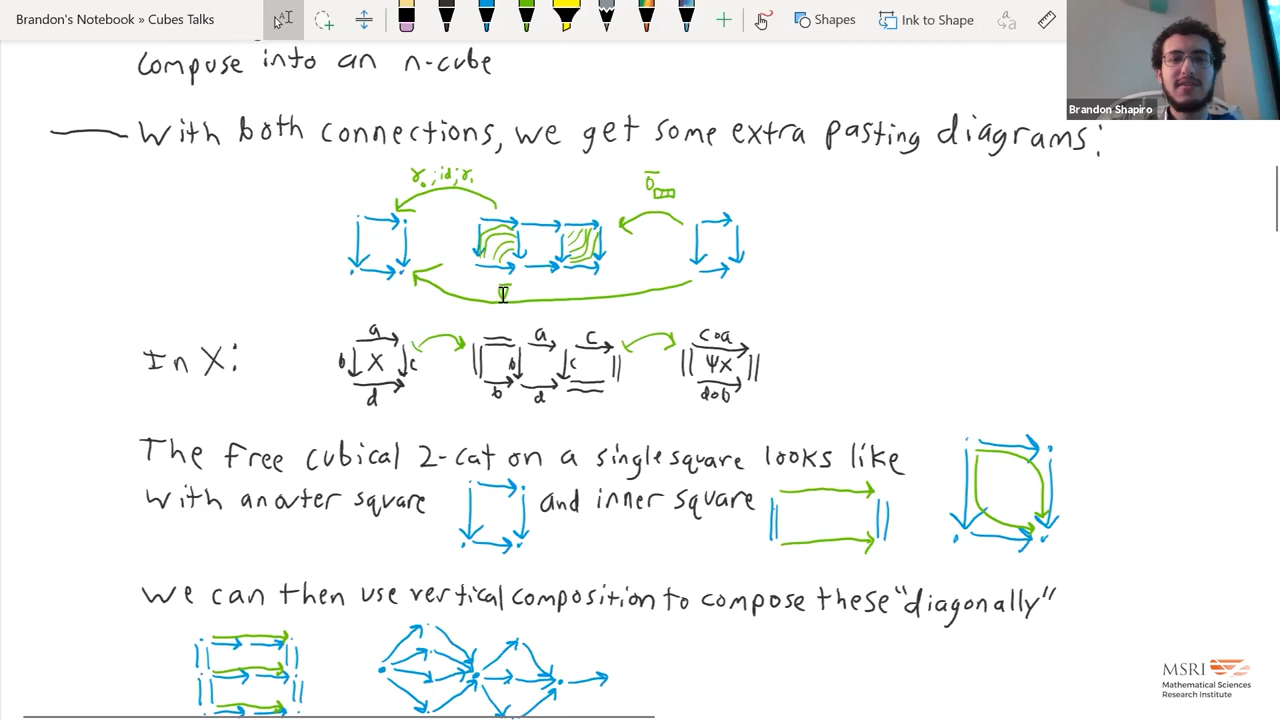 Brandon's Notebook » Cubes Talks
Shapes
Ink to Shape
Brandon Shapiro
Compose into an n-cube
With both connections, we get some extra pasting diagrams:
In X:
a
b
X
c
d
b
a
c
b
d
c
c∘a
ΨX
d∘b
The free cubical 2-cat on a single square looks like
with an outer square and inner square
We can then use vertical composition to compose these "diagonally"
MSRI
Mathematical Sciences
Research Institute